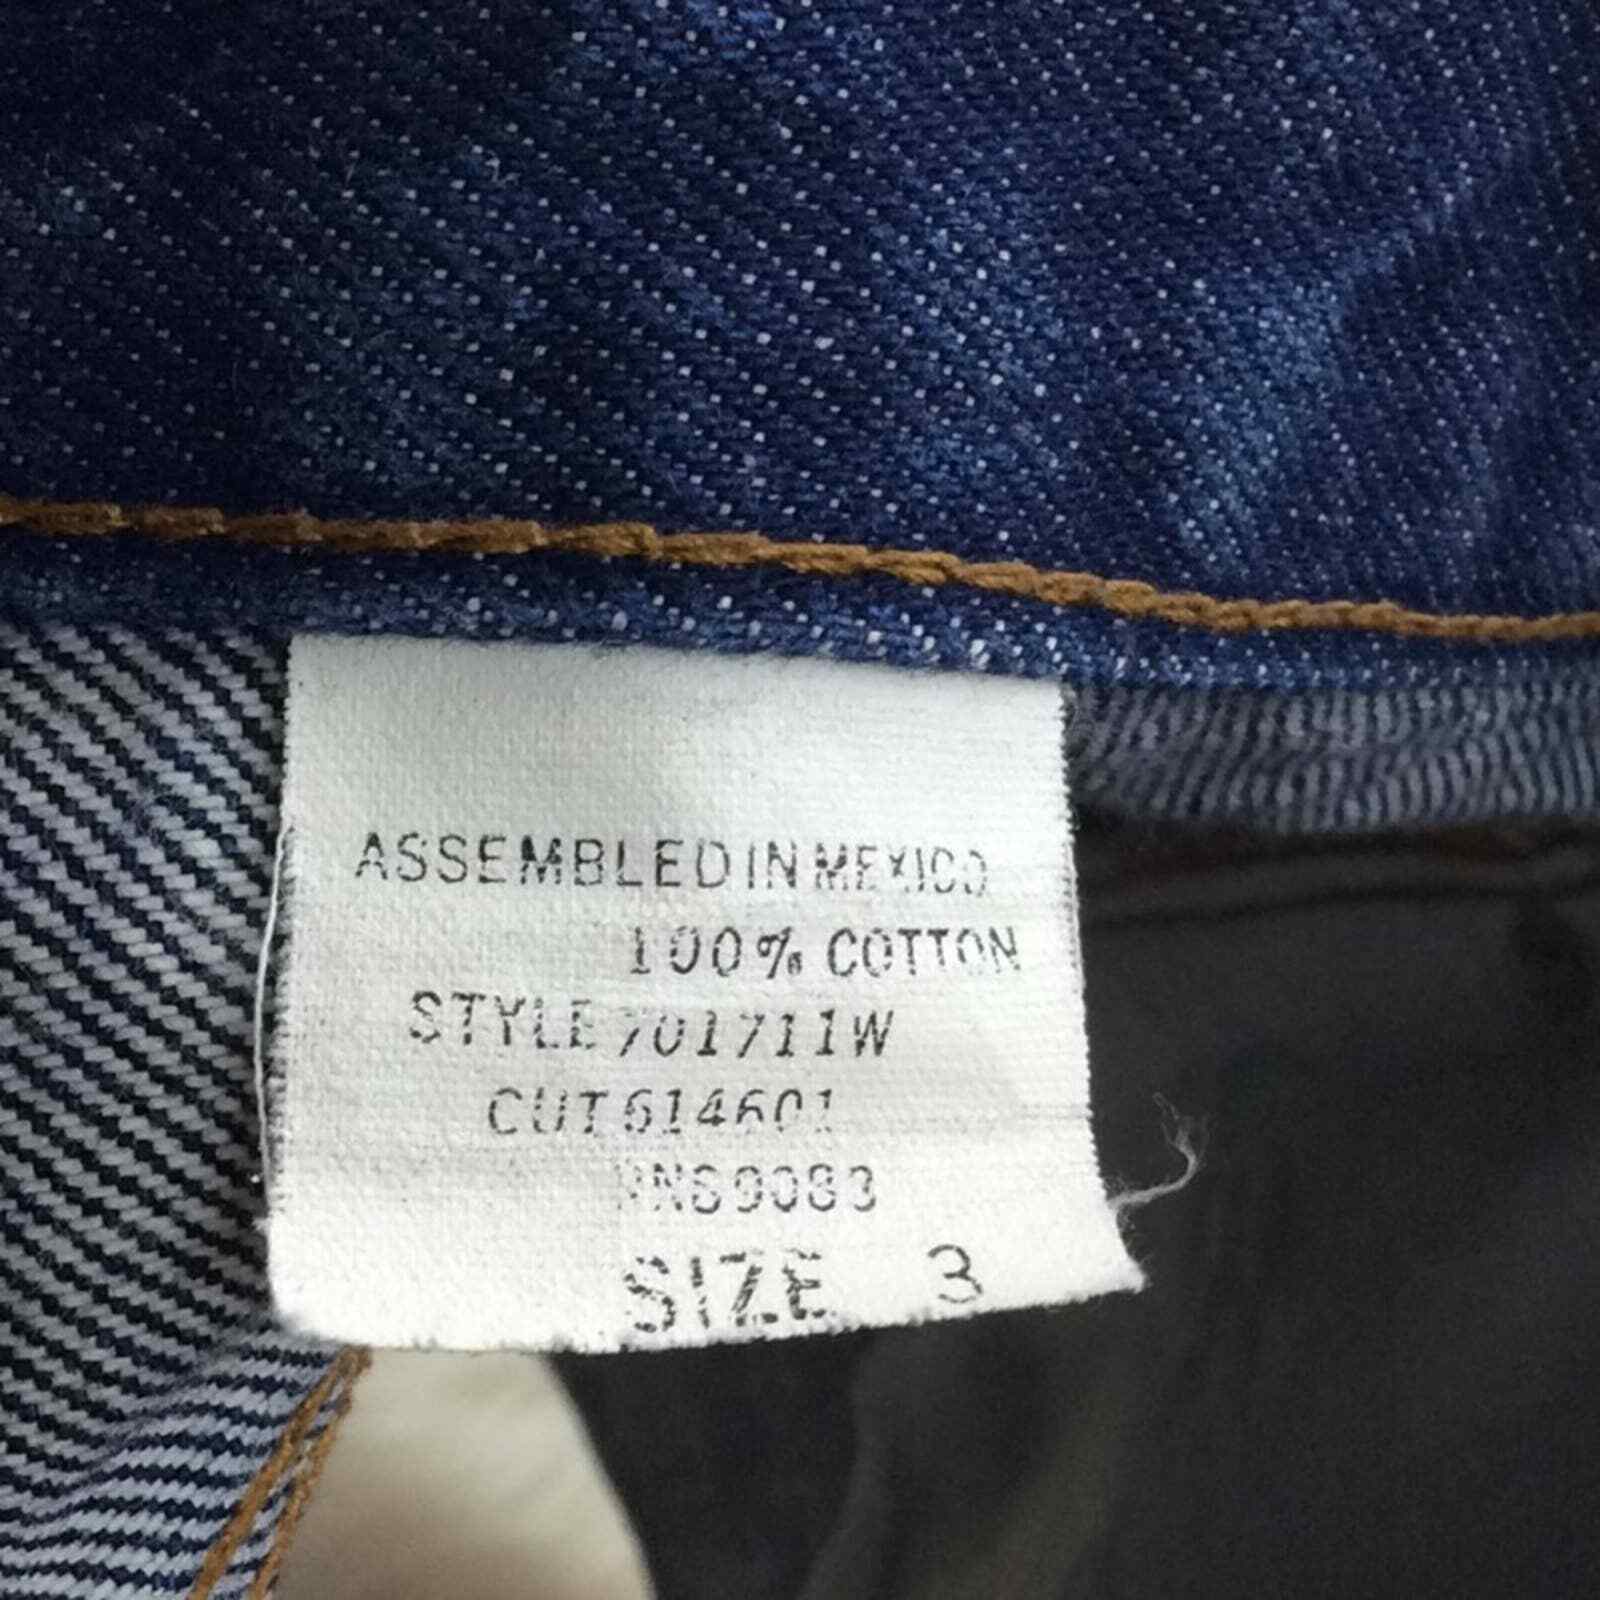 ASSEMBLED IN MEXICO
100% COTTON
STYLE 701711W
CUT 614601
SIZE 3